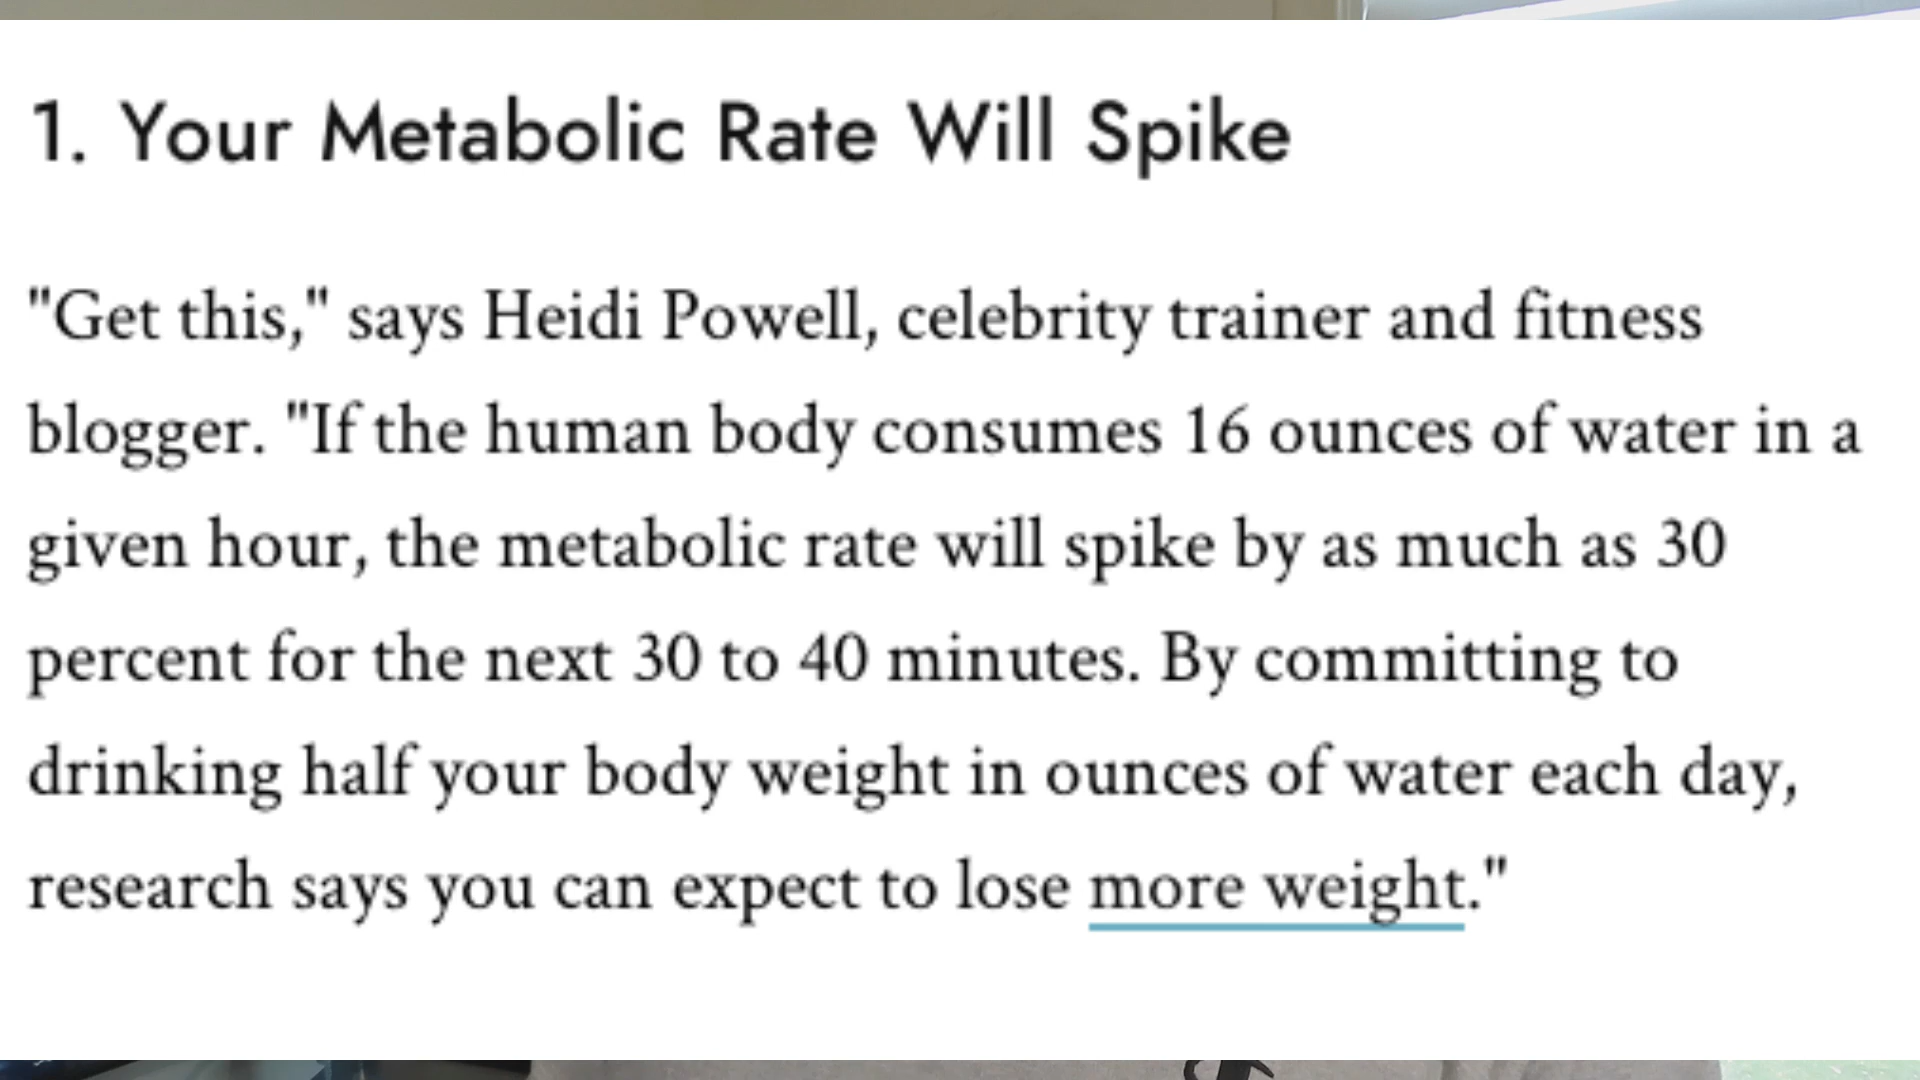 1. Your Metabolic Rate Will Spike
"Get this," says Heidi Powell, celebrity trainer and fitness
blogger. "If the human body consumes 16 ounces of water in a
given hour, the metabolic rate will spike by as much as 30
percent for the next 30 to 40 minutes. By committing to
drinking half your body weight in ounces of water each day,
research says you can expect to lose more weight."